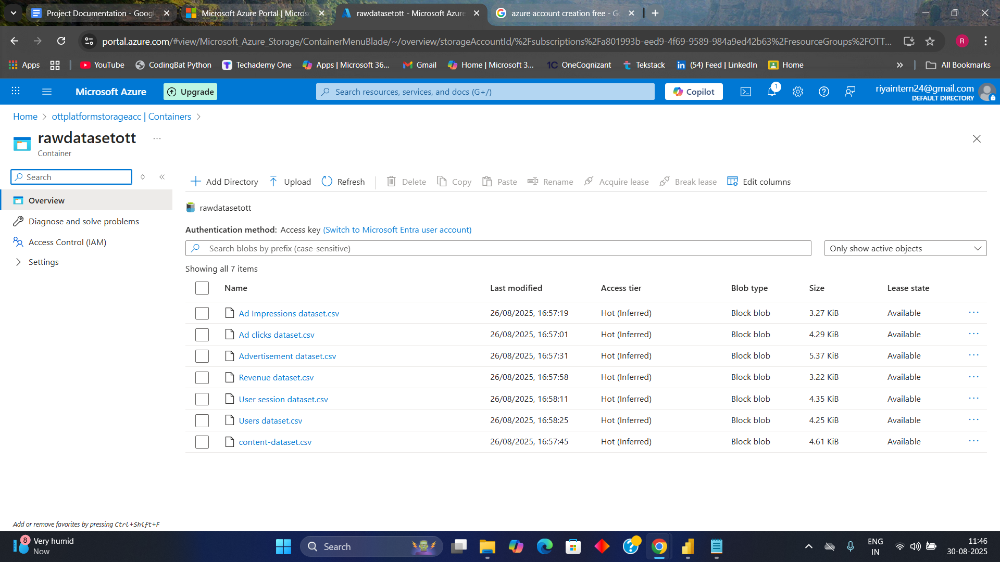 Project Documentation - Googl
Microsoft Azure Portal | Micros
rawdatasetott - Microsoft Azure
azure account creation free - G
portal.azure.com/#view/Microsoft_Azure_Storage/ContainerMenuBlade/~/overview/storageAccountId/%2Fsubscriptions%2Fa801993b-eed9-4f69-9589-984a9ed42b63%2FresourceGroups%2FOTT...
R
Apps
YouTube
CodingBat Python
Techademy One
Apps | Microsoft 36...
Gmail
Home | Microsoft 3...
1C OneCognizant
Tekstack
(54) Feed | LinkedIn
Home
All Bookmarks
Microsoft Azure
Upgrade
Search resources, services, and docs (G+/)
Copilot
1
riyaintern24@gmail.com
DEFAULT DIRECTORY
Home > ottplatformstorageacc | Containers >
rawdatasetott ...
Container
Search
Overview
Diagnose and solve problems
Access Control (IAM)
Settings
Add Directory
Upload
Refresh
Delete
Copy
Paste
Rename
Acquire lease
Break lease
Edit columns
rawdatasetott
Authentication method: Access key (Switch to Microsoft Entra user account)
Search blobs by prefix (case-sensitive)
Only show active objects
Showing all 7 items
Name Last modified Access tier Blob type Size Lease state
Ad Impressions dataset.csv 26/08/2025, 16:57:19 Hot (Inferred) Block blob 3.27 KiB Available ...
Ad clicks dataset.csv 26/08/2025, 16:57:01 Hot (Inferred) Block blob 4.29 KiB Available ...
Advertisement dataset.csv 26/08/2025, 16:57:31 Hot (Inferred) Block blob 5.37 KiB Available ...
Revenue dataset.csv 26/08/2025, 16:57:58 Hot (Inferred) Block blob 3.22 KiB Available ...
User session dataset.csv 26/08/2025, 16:58:11 Hot (Inferred) Block blob 4.35 KiB Available ...
Users dataset.csv 26/08/2025, 16:58:25 Hot (Inferred) Block blob 4.25 KiB Available ...
content-dataset.csv 26/08/2025, 16:57:45 Hot (Inferred) Block blob 4.61 KiB Available ...
Add or remove favorites by pressing Ctrl+Shift+F
8
Very humid
Now
Search
ENG
IN
11:46
30-08-2025